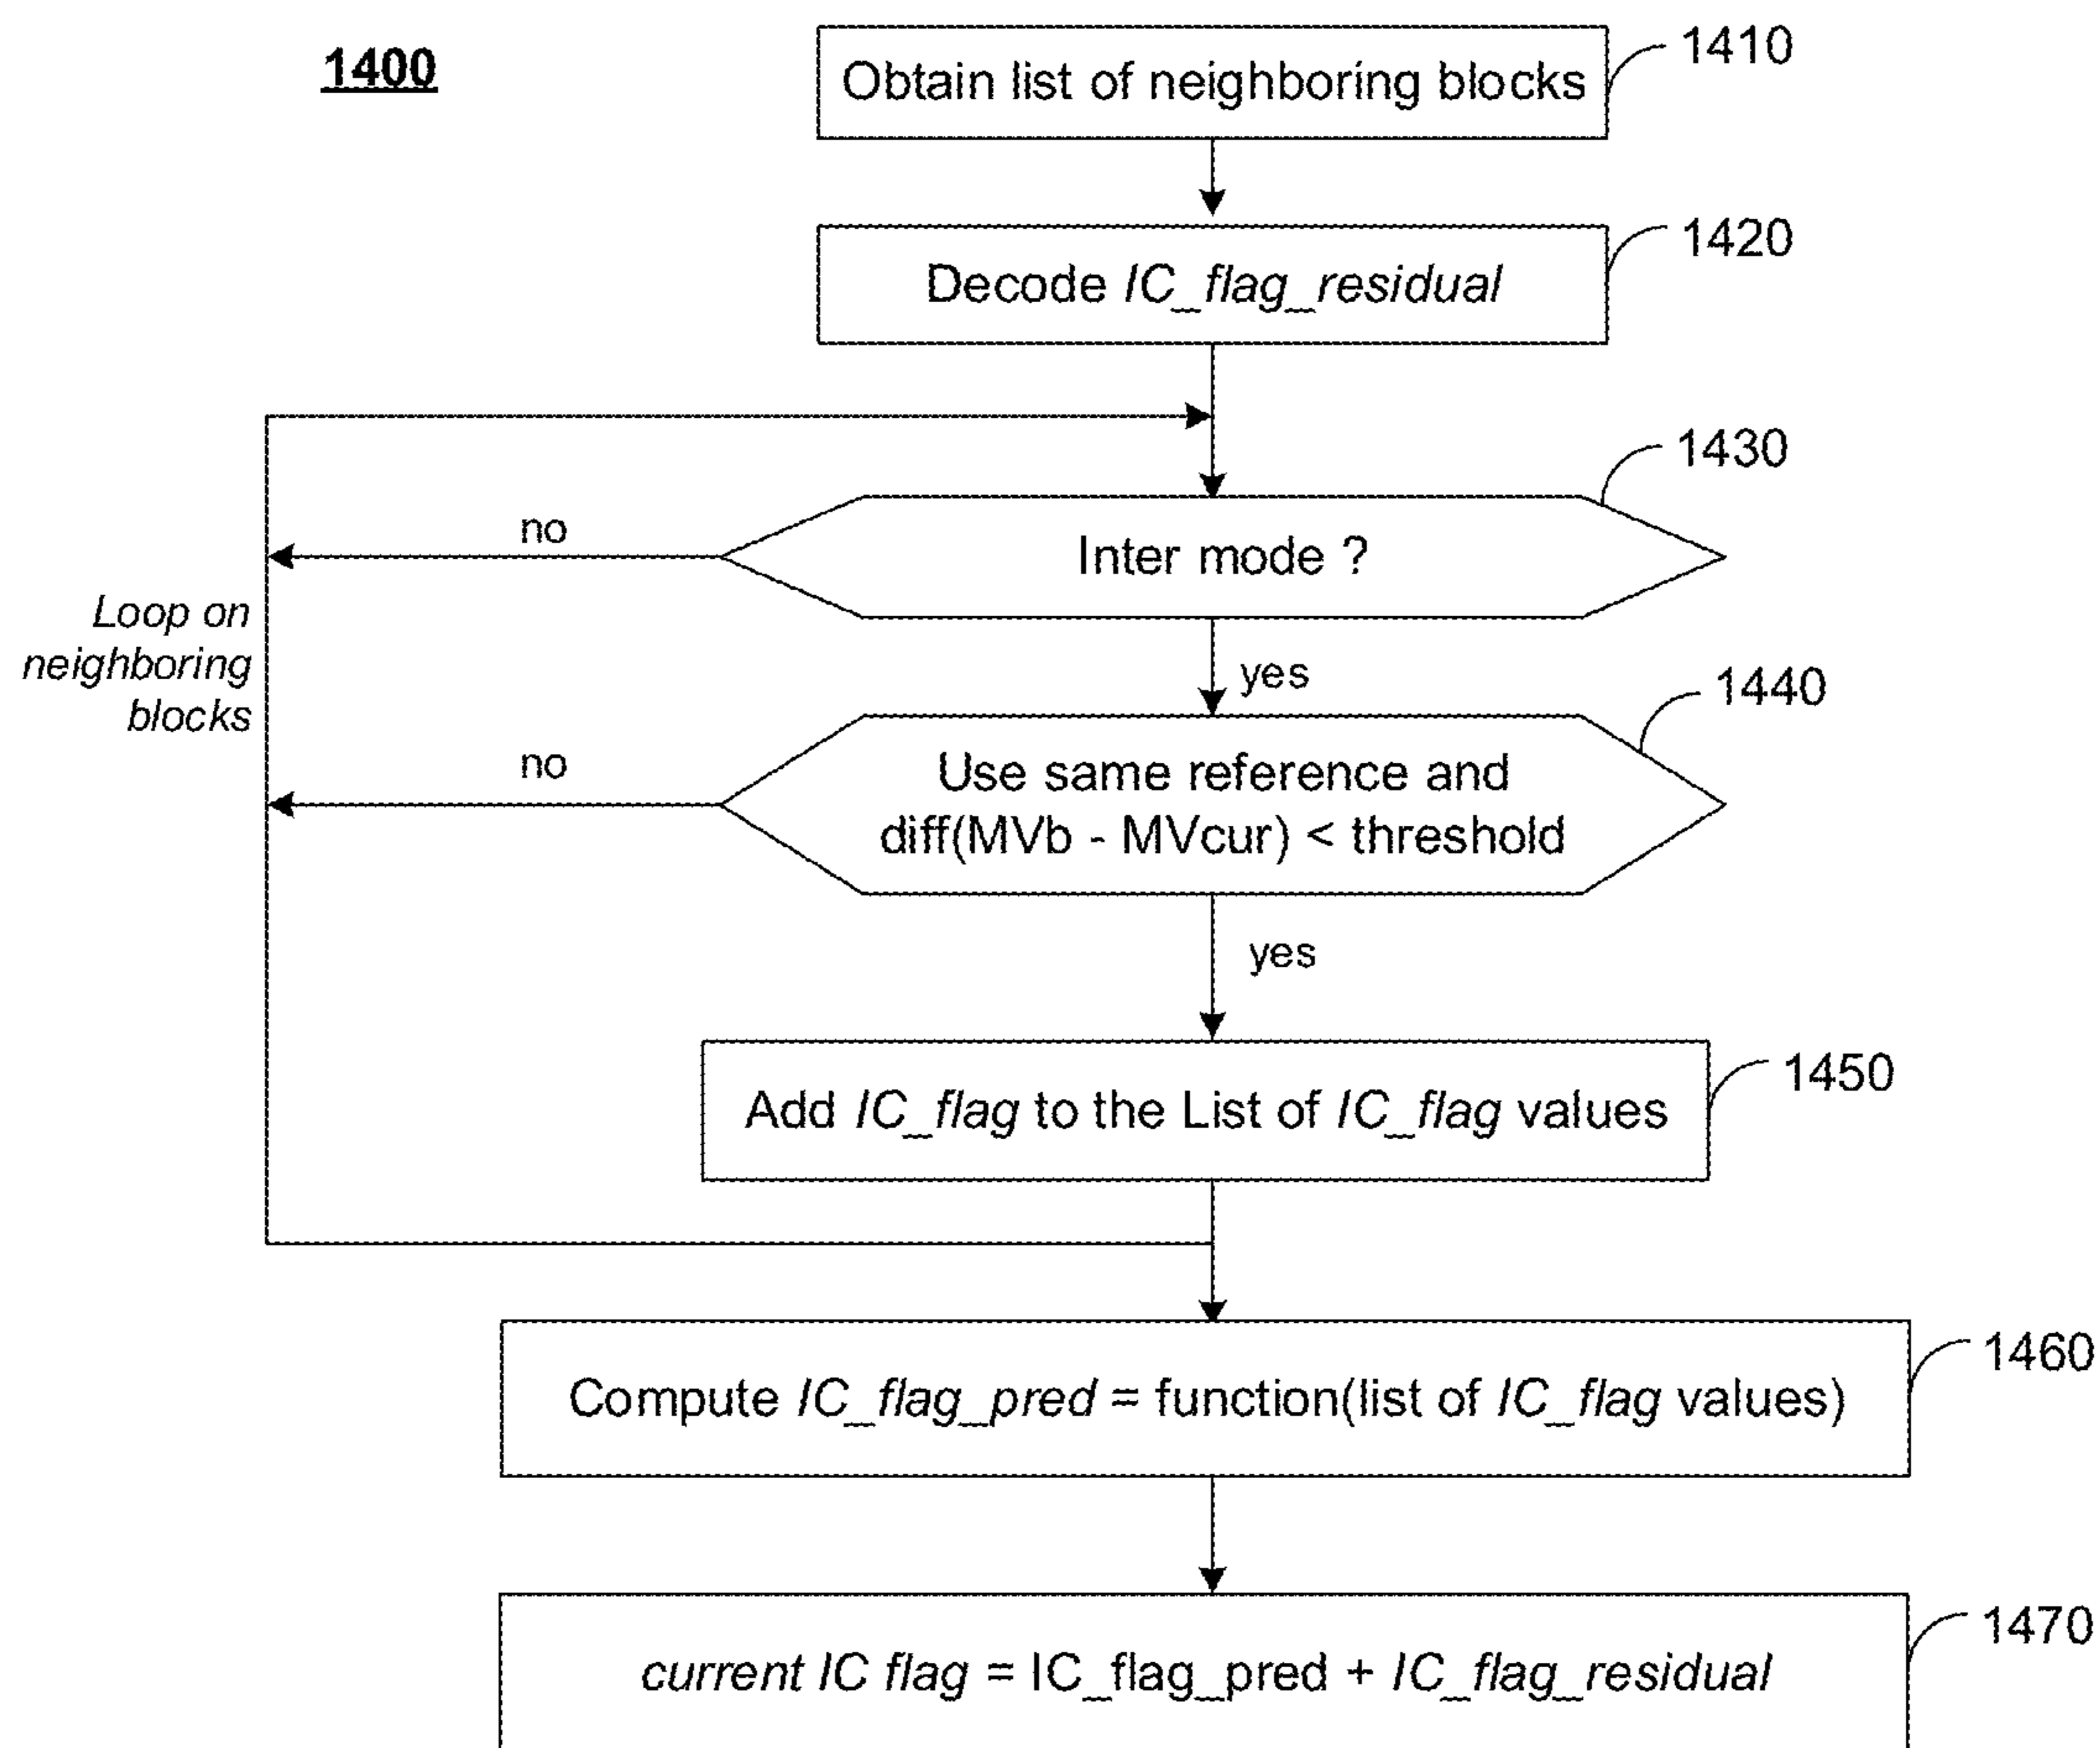 1400
Obtain list of neighboring blocks
1410
Decode IC_flag_residual
1420
Inter mode ?
1430
no
yes
Loop on
neighboring
blocks
Use same reference and
diff(MVb - MVcur) < threshold
1440
no
yes
Add IC_flag to the List of IC_flag values
1450
Compute IC_flag_pred = function(list of IC_flag values)
1460
current IC flag = IC_flag_pred + IC_flag_residual
1470